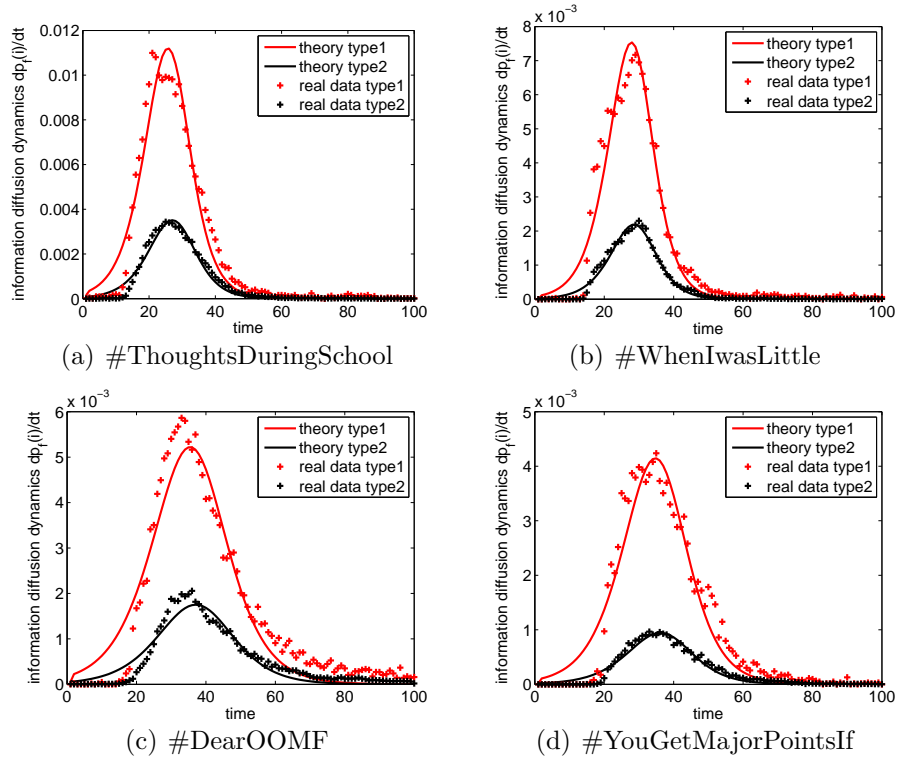 information diffusion dynamics dp_f(i)/dt
0.012
0.01
0.008
0.006
0.004
0.002
0
theory type1
theory type2
real data type1
real data type2
0 20 40 60 80 100
time
(a) #ThoughtsDuringSchool
x 10^-3
information diffusion dynamics dp_f(i)/dt
8
7
6
5
4
3
2
1
0
theory type1
theory type2
real data type1
real data type2
0 20 40 60 80 100
time
(b) #WhenIwasLittle
x 10^-3
information diffusion dynamics dp_f(i)/dt
6
5
4
3
2
1
0
theory type1
theory type2
real data type1
real data type2
0 20 40 60 80 100
time
(c) #DearOOMF
x 10^-3
information diffusion dynamics dp_f(i)/dt
5
4
3
2
1
0
theory type1
theory type2
real data type1
real data type2
0 20 40 60 80 100
time
(d) #YouGetMajorPointsIf